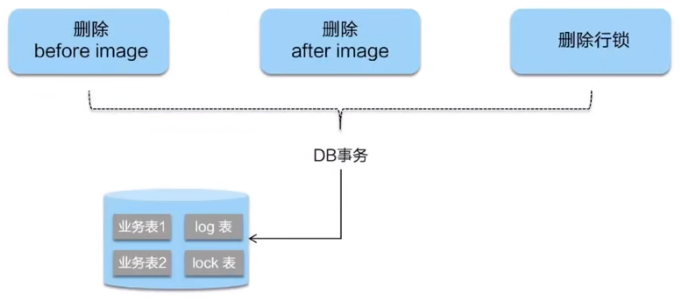 删除
before image
删除
after image
删除行锁
DB事务
业务表1
log 表
业务表2
lock 表